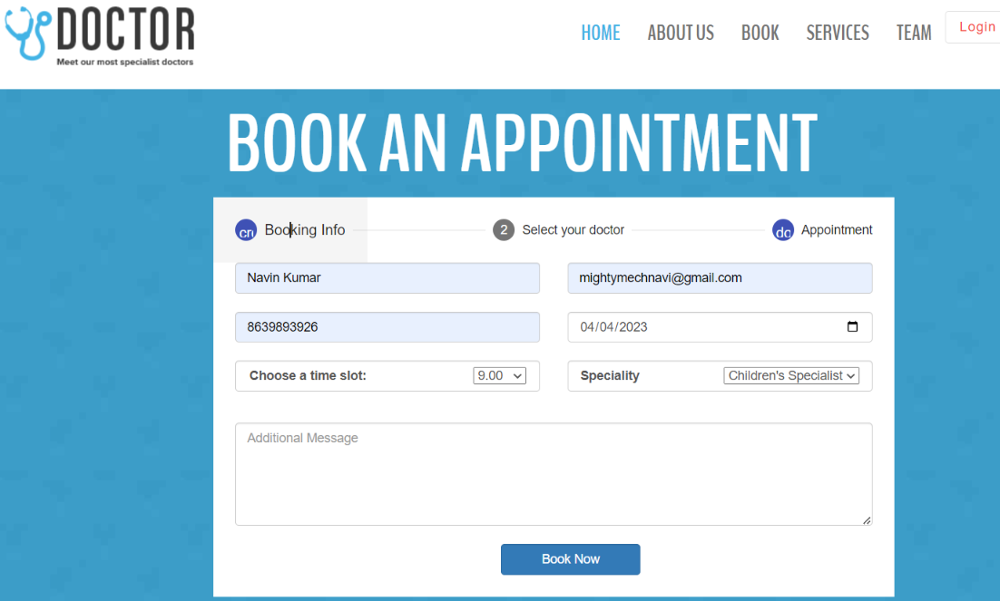 DOCTOR
Meet our most specialist doctors
HOME ABOUT US BOOK SERVICES TEAM Login
BOOK AN APPOINTMENT
Booking Info 2 Select your doctor Appointment
Navin Kumar mightymechnavi@gmail.com
8639893926 04/04/2023
Choose a time slot: 9.00 Speciality Children's Specialist
Additional Message
Book Now